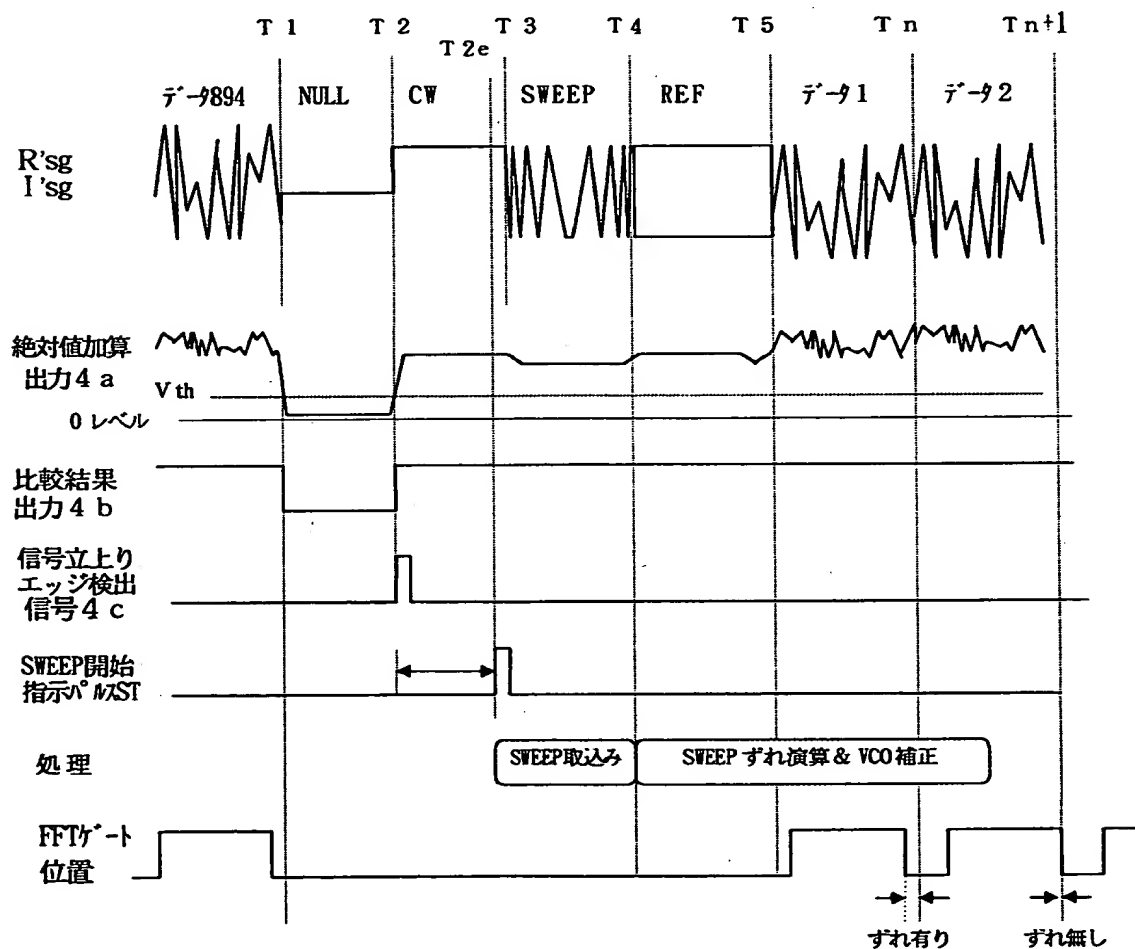 T1 T2 T3 T4 T5 Tn Tn+1
T2e
データ894 NULL CW SWEEP REF データ1 データ2
R'sg
I'sg
絶対値加算
出力4a
Vth
0レベル
比較結果
出力4b
信号立上り
エッジ検出
信号4c
SWEEP開始
指示パルスST
処理
SWEEP取込み SWEEPずれ演算&VCO補正
FFTゲート
位置
ずれ有り ずれ無し